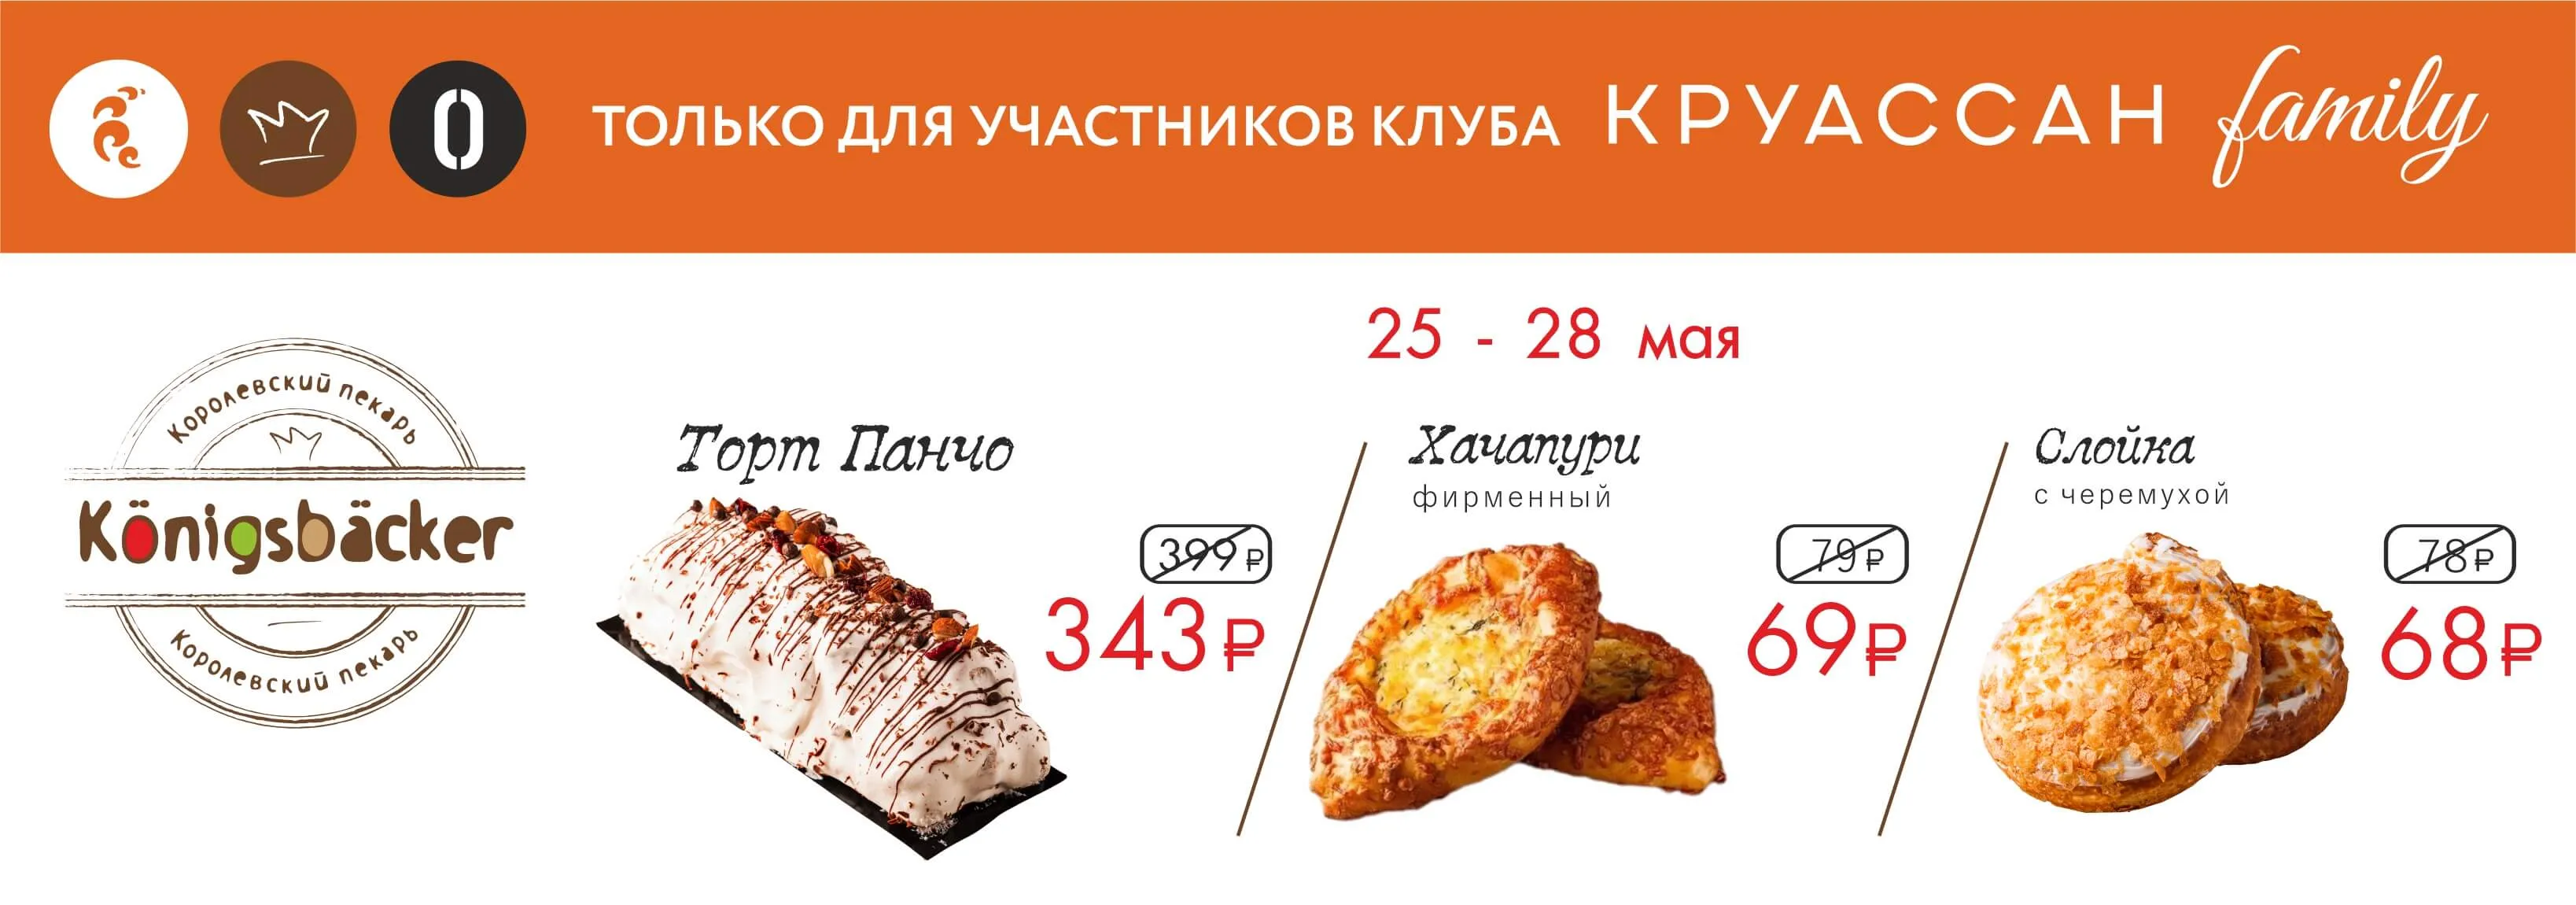 ТОЛЬКО ДЛЯ УЧАСТНИКОВ КЛУБА КРУАССАН family
25 - 28 мая
Королевский пекарь
Königsbäcker
Королевский пекарь
Торт Панчо
399 ₽
343 ₽
Хачапури
фирменный
79 ₽
69 ₽
Слойка
с черемухой
78 ₽
68 ₽